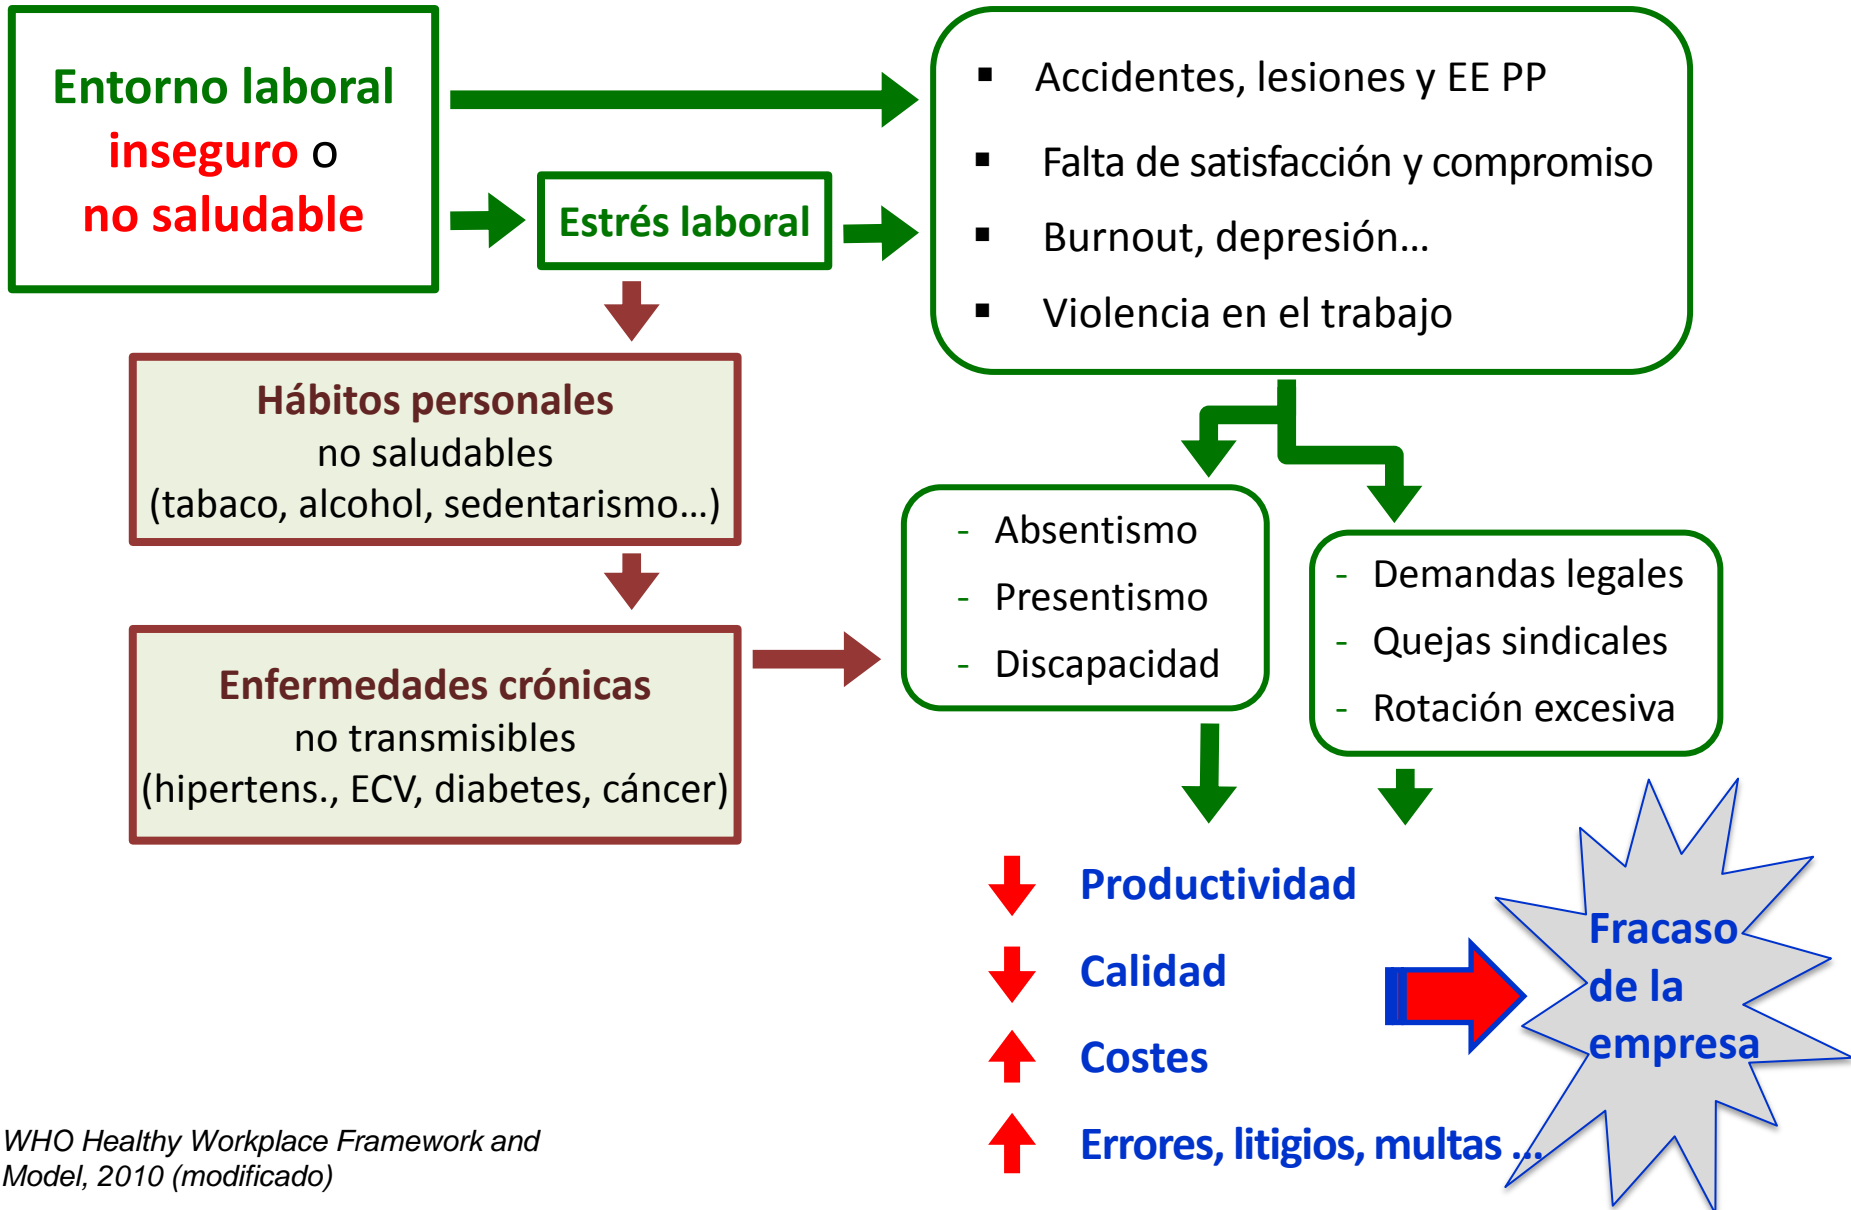 Entorno laboral
inseguro o
no saludable
Estrés laboral
▪ Accidentes, lesiones y EE PP
▪ Falta de satisfacción y compromiso
▪ Burnout, depresión...
▪ Violencia en el trabajo
Hábitos personales
no saludables
(tabaco, alcohol, sedentarismo...)
Enfermedades crónicas
no transmisibles
(hipertens., ECV, diabetes, cáncer)
- Absentismo
- Presentismo
- Discapacidad
- Demandas legales
- Quejas sindicales
- Rotación excesiva
Productividad
Calidad
Costes
Errores, litigios, multas ...
Fracaso
de la
empresa
WHO Healthy Workplace Framework and
Model, 2010 (modificado)